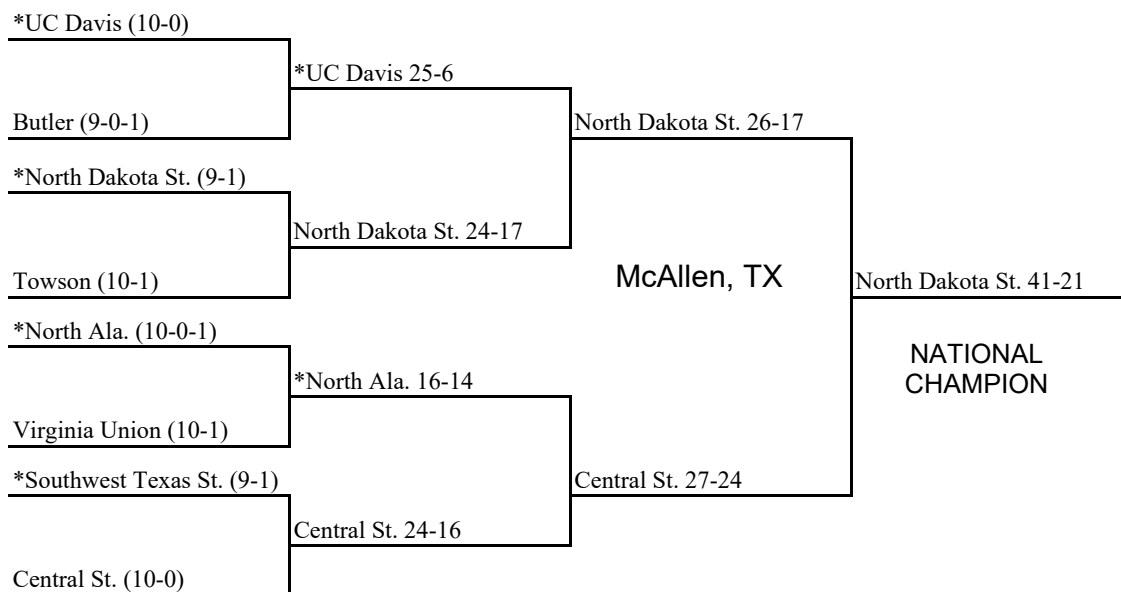 *UC Davis (10-0)
*UC Davis 25-6
Butler (9-0-1)
North Dakota St. 26-17
*North Dakota St. (9-1)
North Dakota St. 24-17
Towson (10-1)
McAllen, TX
North Dakota St. 41-21
*North Ala. (10-0-1)
NATIONAL
CHAMPION
*North Ala. 16-14
Virginia Union (10-1)
*Southwest Texas St. (9-1)
Central St. 27-24
Central St. 24-16
Central St. (10-0)